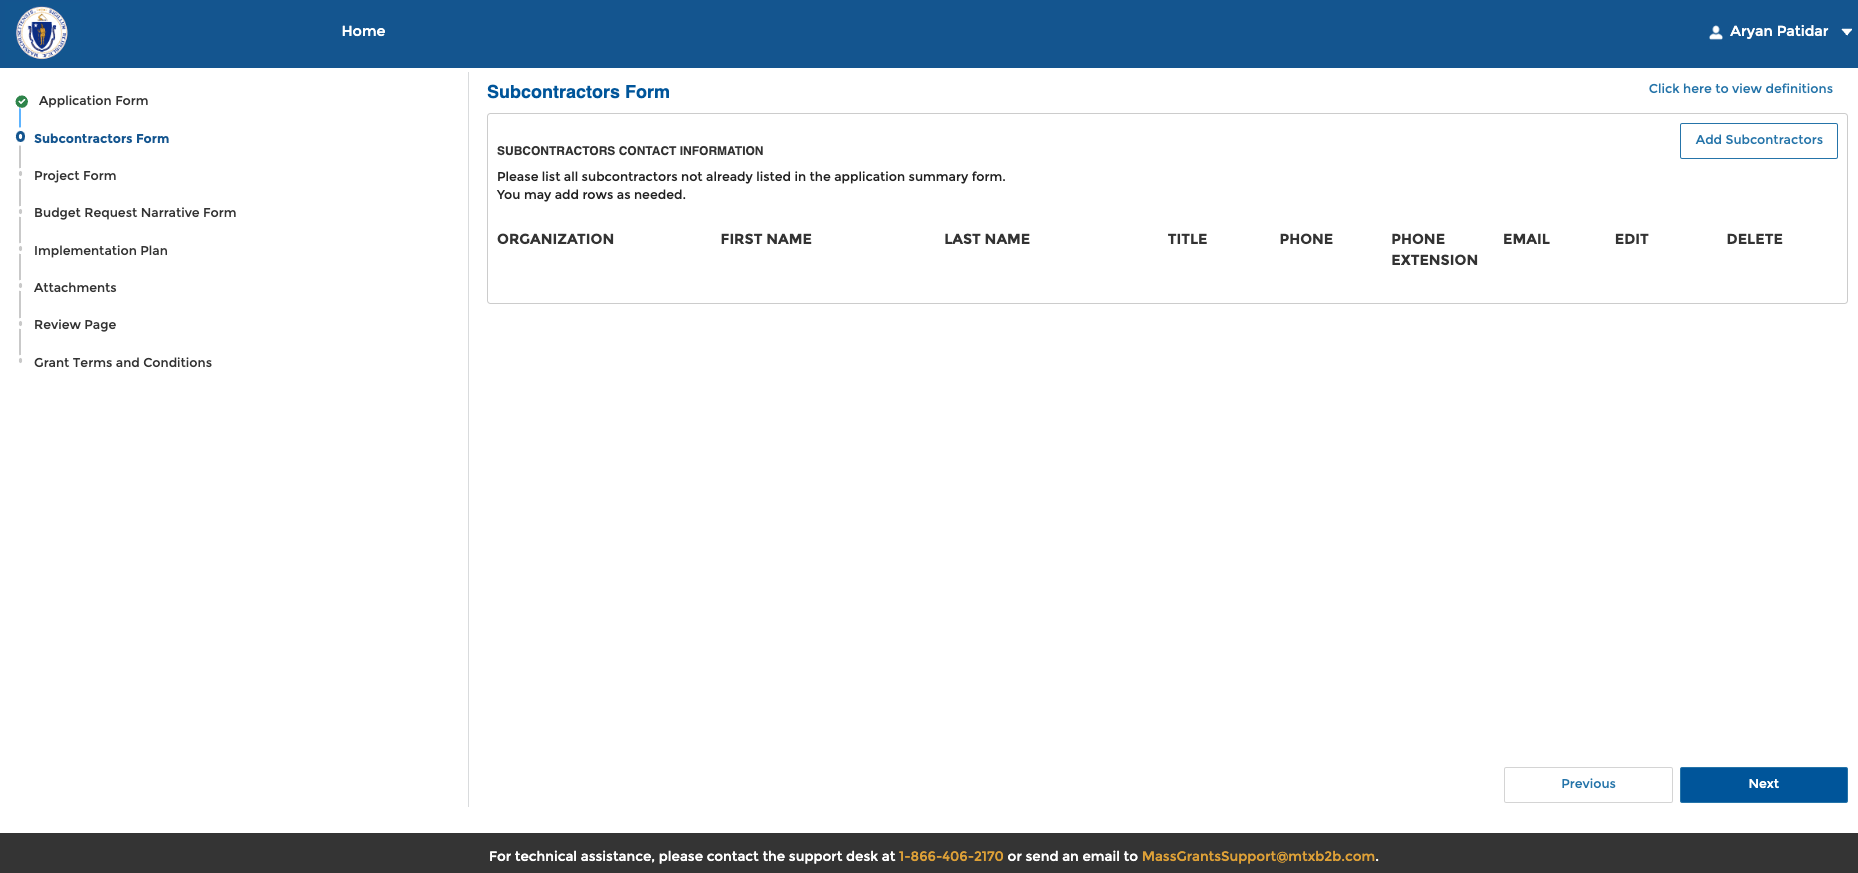 Home
Aryan Patidar
Application Form
Subcontractors Form
Project Form
Budget Request Narrative Form
Implementation Plan
Attachments
Review Page
Grant Terms and Conditions
Subcontractors Form
Click here to view definitions
Add Subcontractors
SUBCONTRACTORS CONTACT INFORMATION
Please list all subcontractors not already listed in the application summary form.
You may add rows as needed.
ORGANIZATION FIRST NAME LAST NAME TITLE PHONE PHONE EXTENSION EMAIL EDIT DELETE
Previous
Next
For technical assistance, please contact the support desk at 1-866-406-2170 or send an email to MassGrantsSupport@mtxb2b.com.